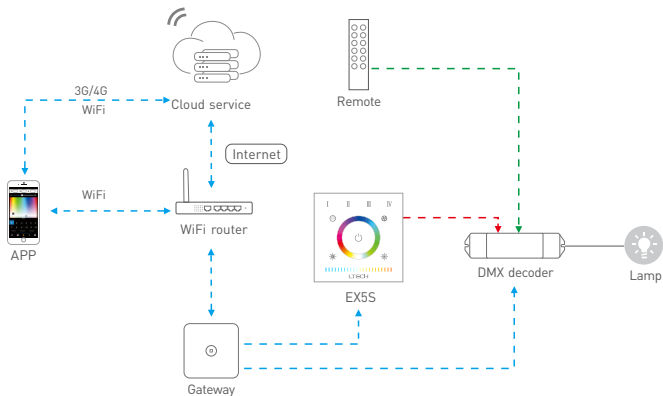 3G/4G
WiFi
Cloud service
Remote
Internet
WiFi
WiFi router
APP
I II III IV
LTECH
EX5S
DMX decoder
Lamp
Gateway